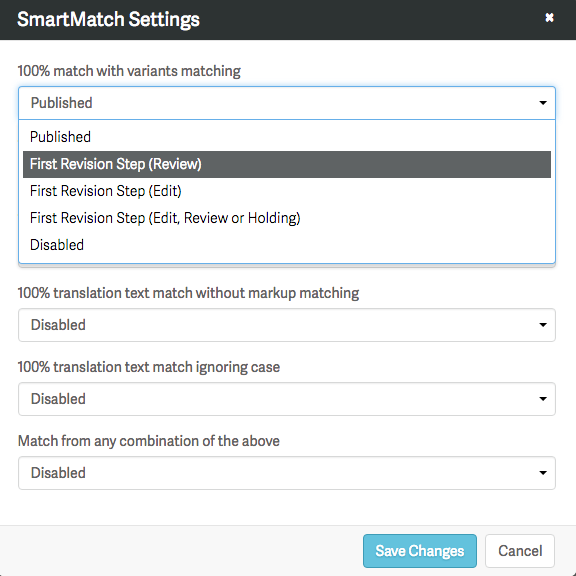 SmartMatch Settings
100% match with variants matching
Published
Published
First Revision Step (Review)
First Revision Step (Edit)
First Revision Step (Edit, Review or Holding)
Disabled
100% translation text match without markup matching
Disabled
100% translation text match ignoring case
Disabled
Match from any combination of the above
Disabled
Save Changes Cancel